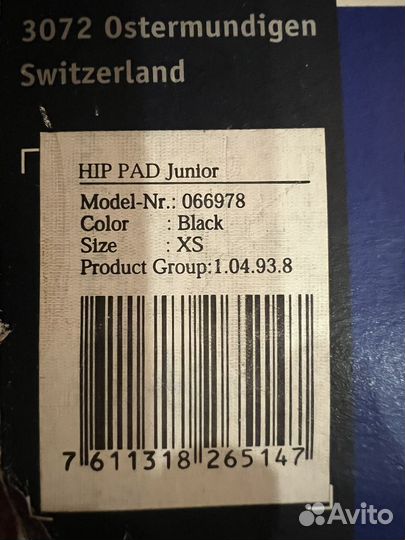 3072 Ostermundigen
Switzerland
HIP PAD Junior
Model-Nr.: 066978
Color : Black
Size : XS
Product Group:1.04.93.8
7 611318 265147
Avito